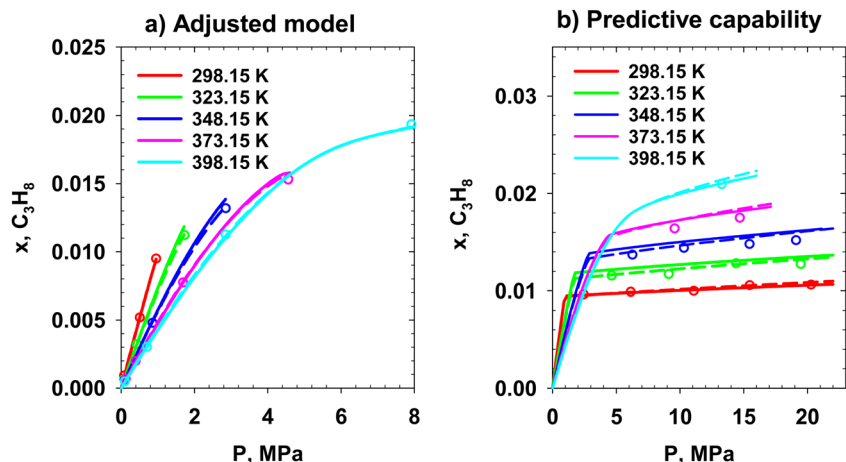 a) Adjusted model
x, C3H8
0.025
0.020
0.015
0.010
0.005
0.000
298.15 K
323.15 K
348.15 K
373.15 K
398.15 K
0
2
4
6
8
P, MPa
b) Predictive capability
x, C3H8
0.03
0.02
0.01
0.00
298.15 K
323.15 K
348.15 K
373.15 K
398.15 K
0
5
10
15
20
P, MPa